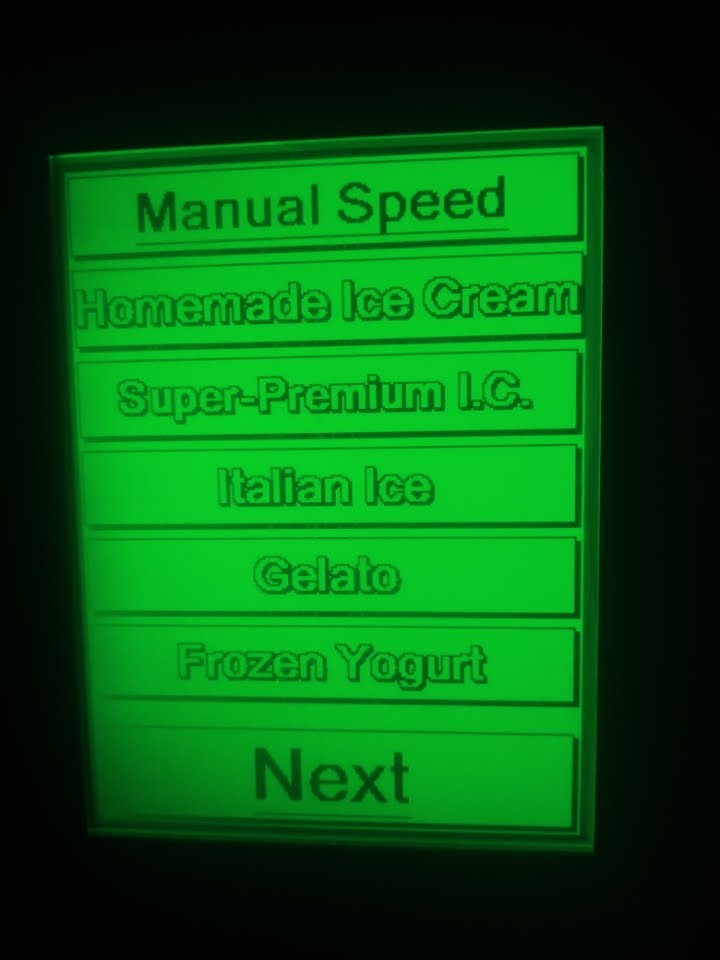 Manual Speed
Homemade Ice Cream
Super-Premium I.C.
Italian Ice
Gelato
Frozen Yogurt
Next